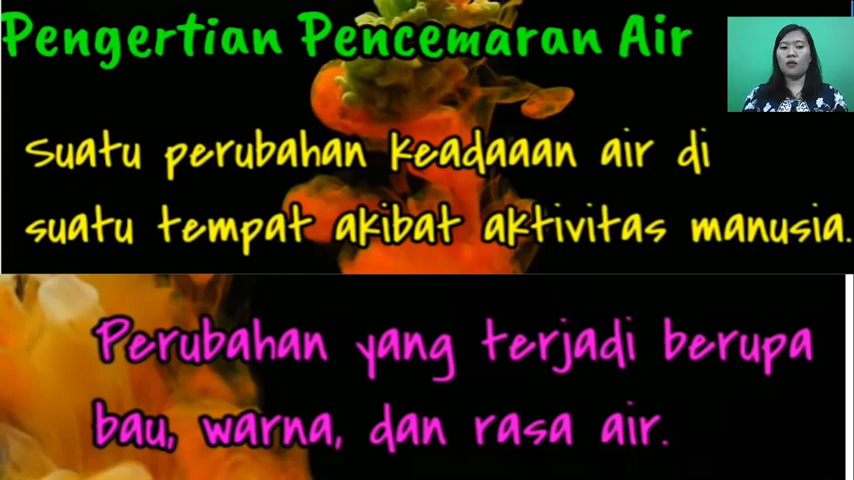 Pengertian Pencemaran Air
Suatu perubahan keadaaan air di
suatu tempat akibat aktivitas manusia.
Perubahan yang terjadi berupa
bau, warna, dan rasa air.